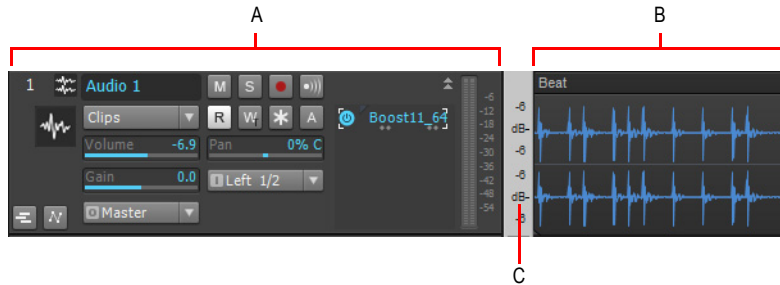 A
B
1 Audio 1 M S
Clips R W * A
Boost11_64
Volume -6.9 Pan 0% C
Gain 0.0 I Left 1/2
O Master
-6
-12
-18
-24
-30
-36
-42
-48
-54
Beat
-6
dB-
-6
-6
dB-
-6
C